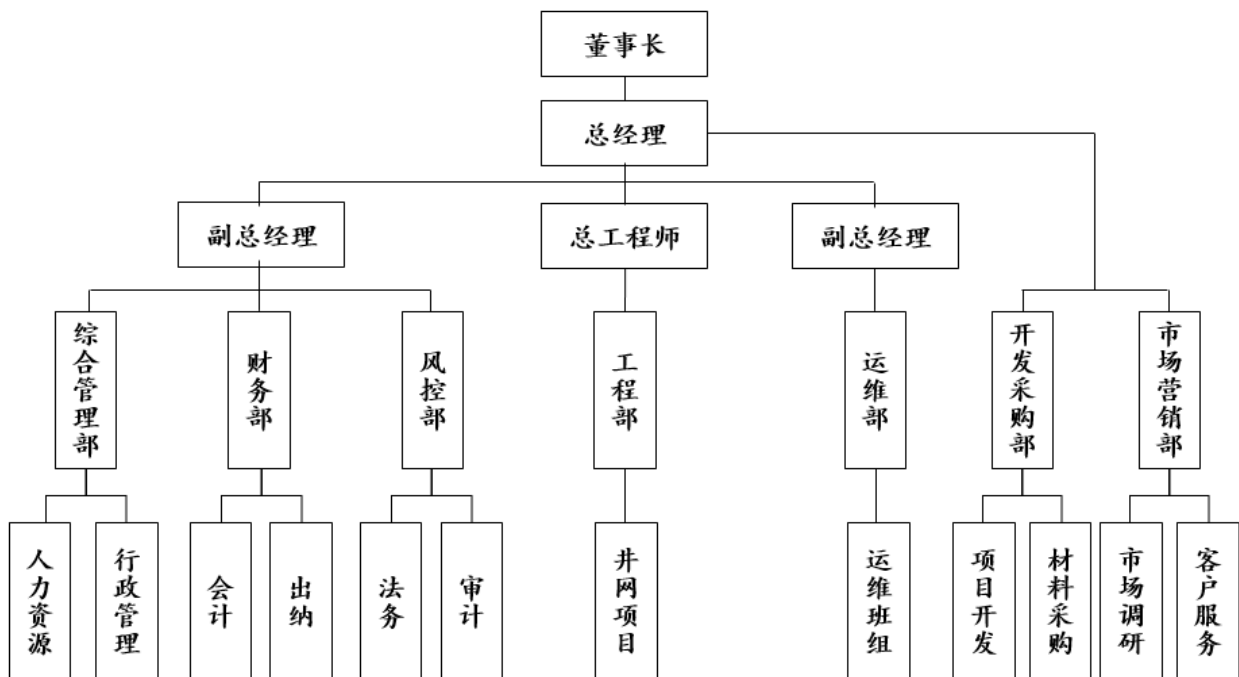 董事长
总经理
副总经理
总工程师
副总经理
综合管理部
财务部
风控部
工程部
运维部
开发采购部
市场营销部
人力资源
行政管理
会计
出纳
法务
审计
井网项目
运维班组
项目开发
材料采购
市场调研
客户服务